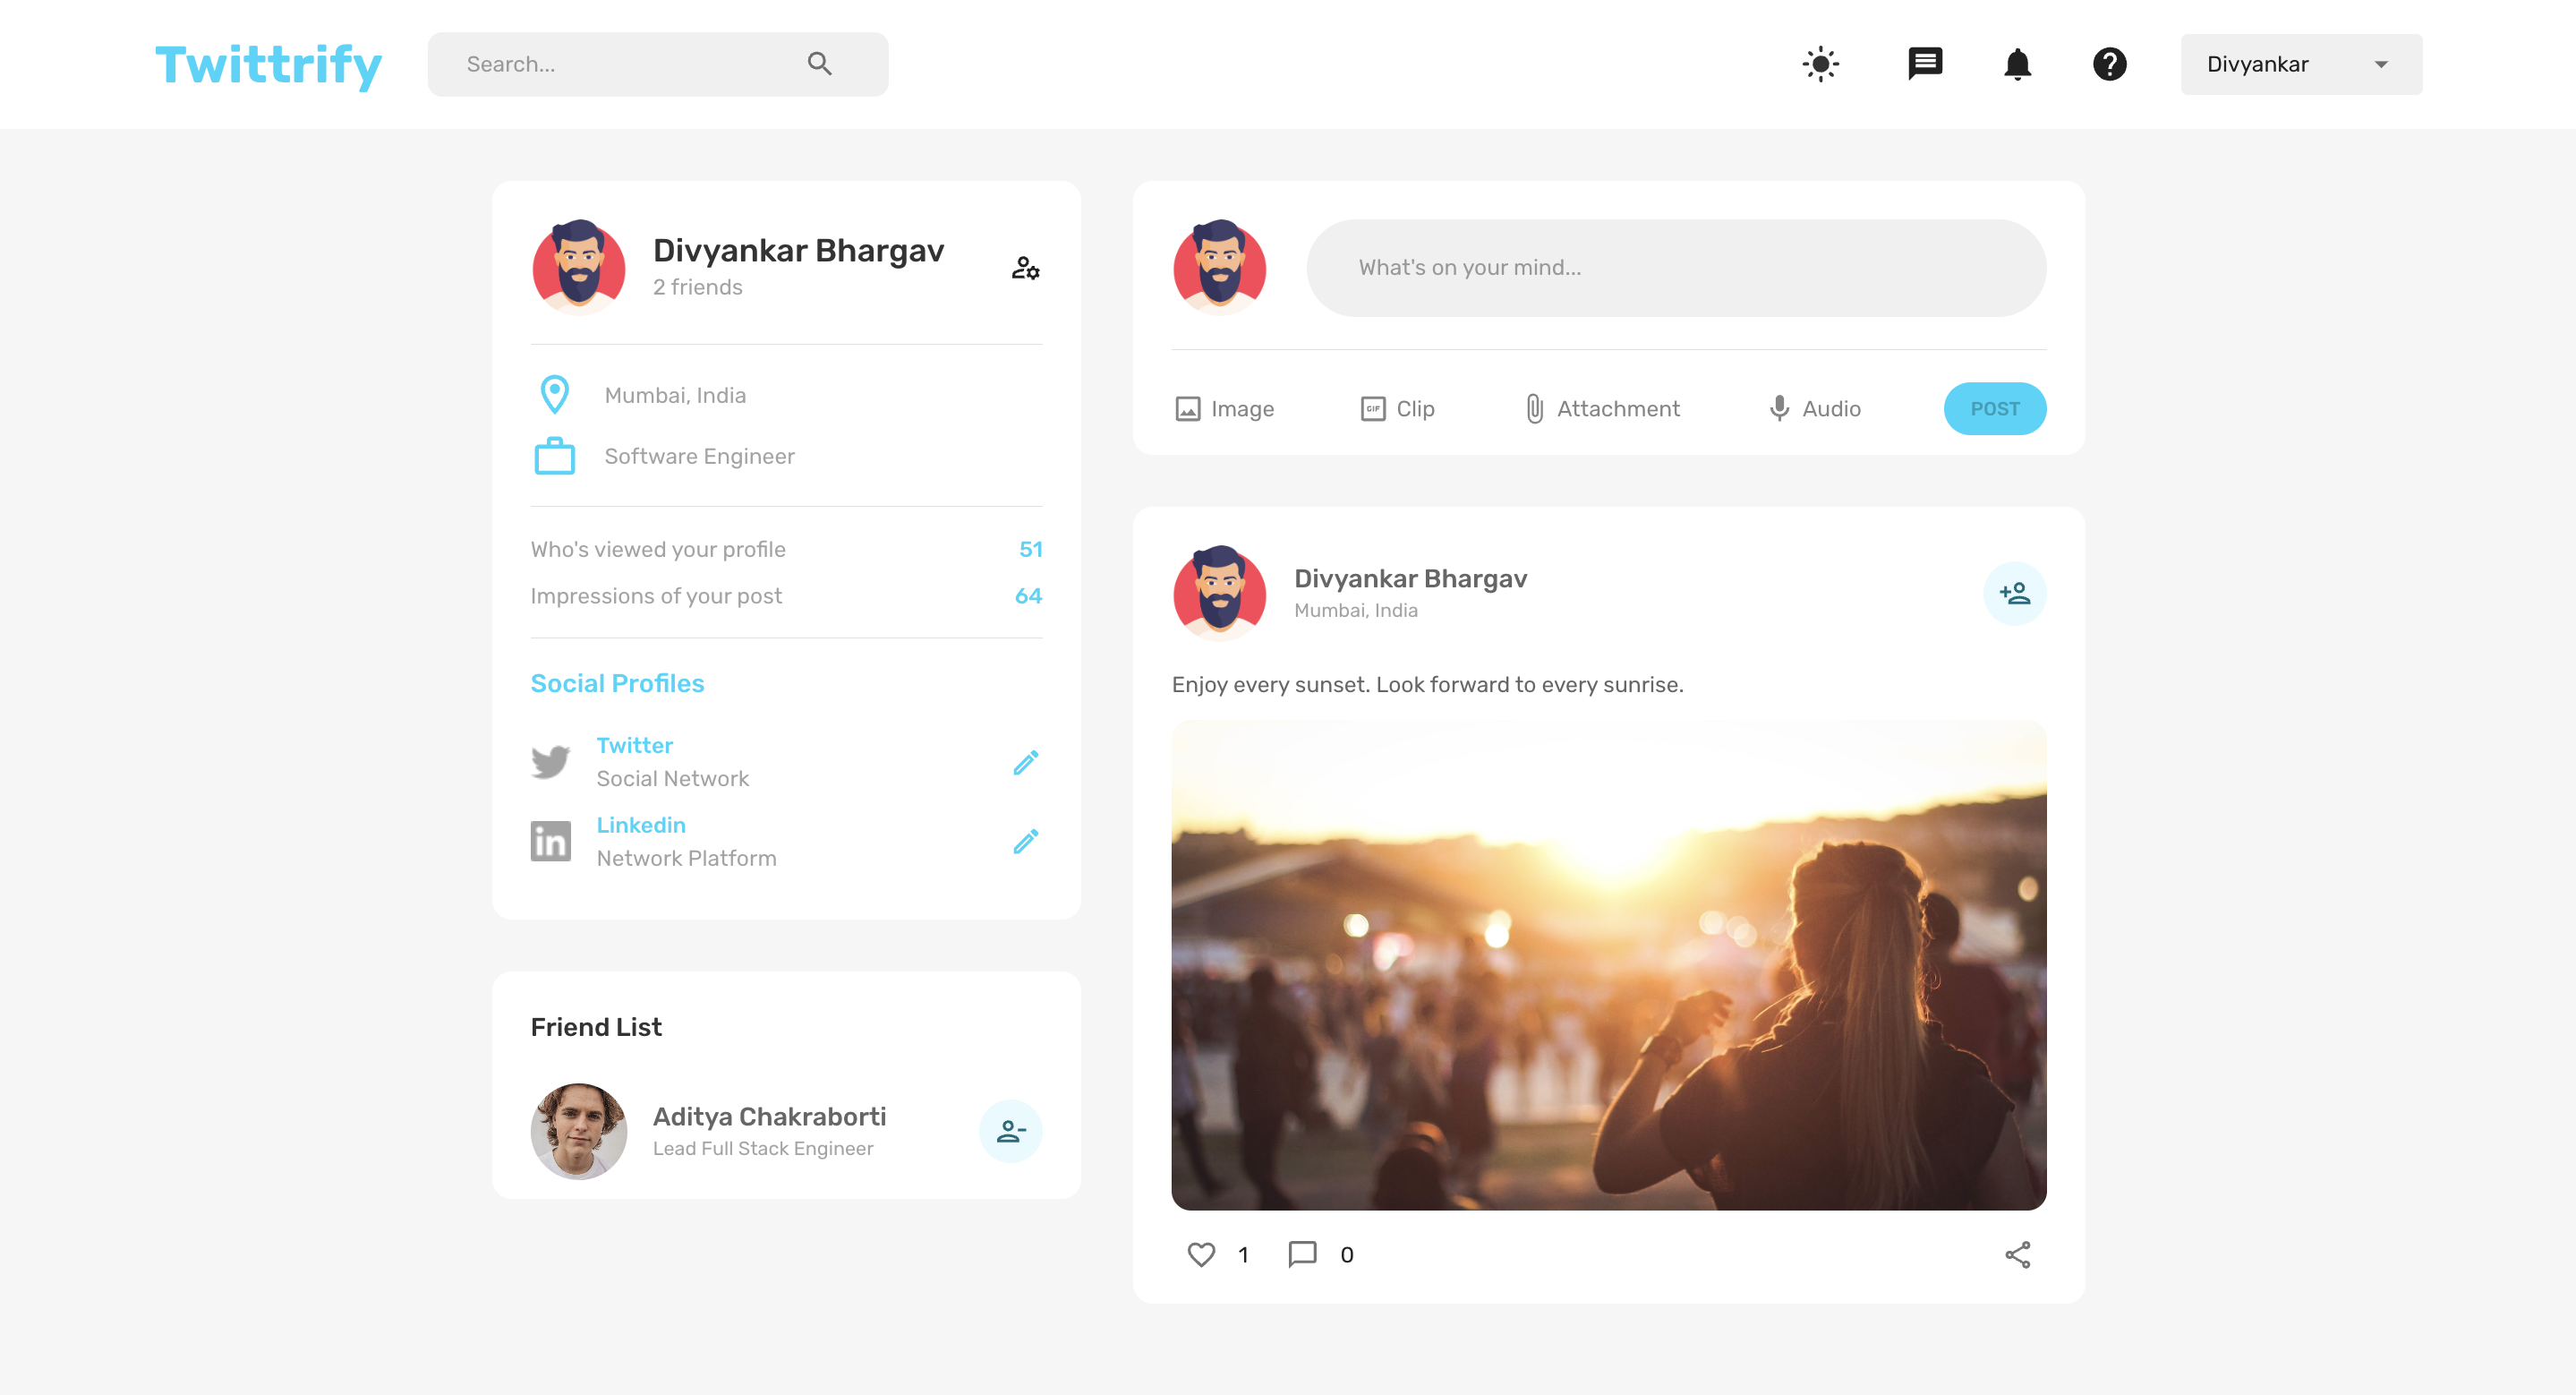 Twittrify
Search...
Divyankar
Divyankar Bhargav
2 friends
Mumbai, India
Software Engineer
Who's viewed your profile 51
Impressions of your post 64
Social Profiles
Twitter
Social Network
Linkedin
Network Platform
Friend List
Aditya Chakraborti
Lead Full Stack Engineer
What's on your mind...
Image GIF Clip Attachment Audio POST
Divyankar Bhargav
Mumbai, India
Enjoy every sunset. Look forward to every sunrise.
1 0